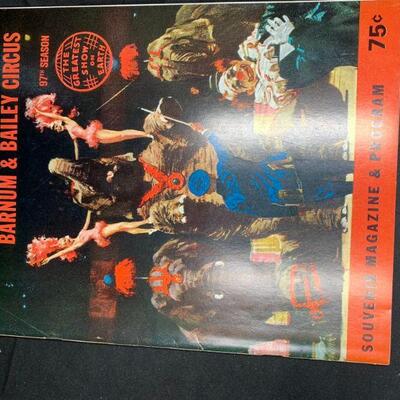 BARNUM & BAILEY CIRCUS
97TH SEASON
THE
GREATEST
SHOW
ON
EARTH
SOUVENIR MAGAZINE & PROGRAM
75¢